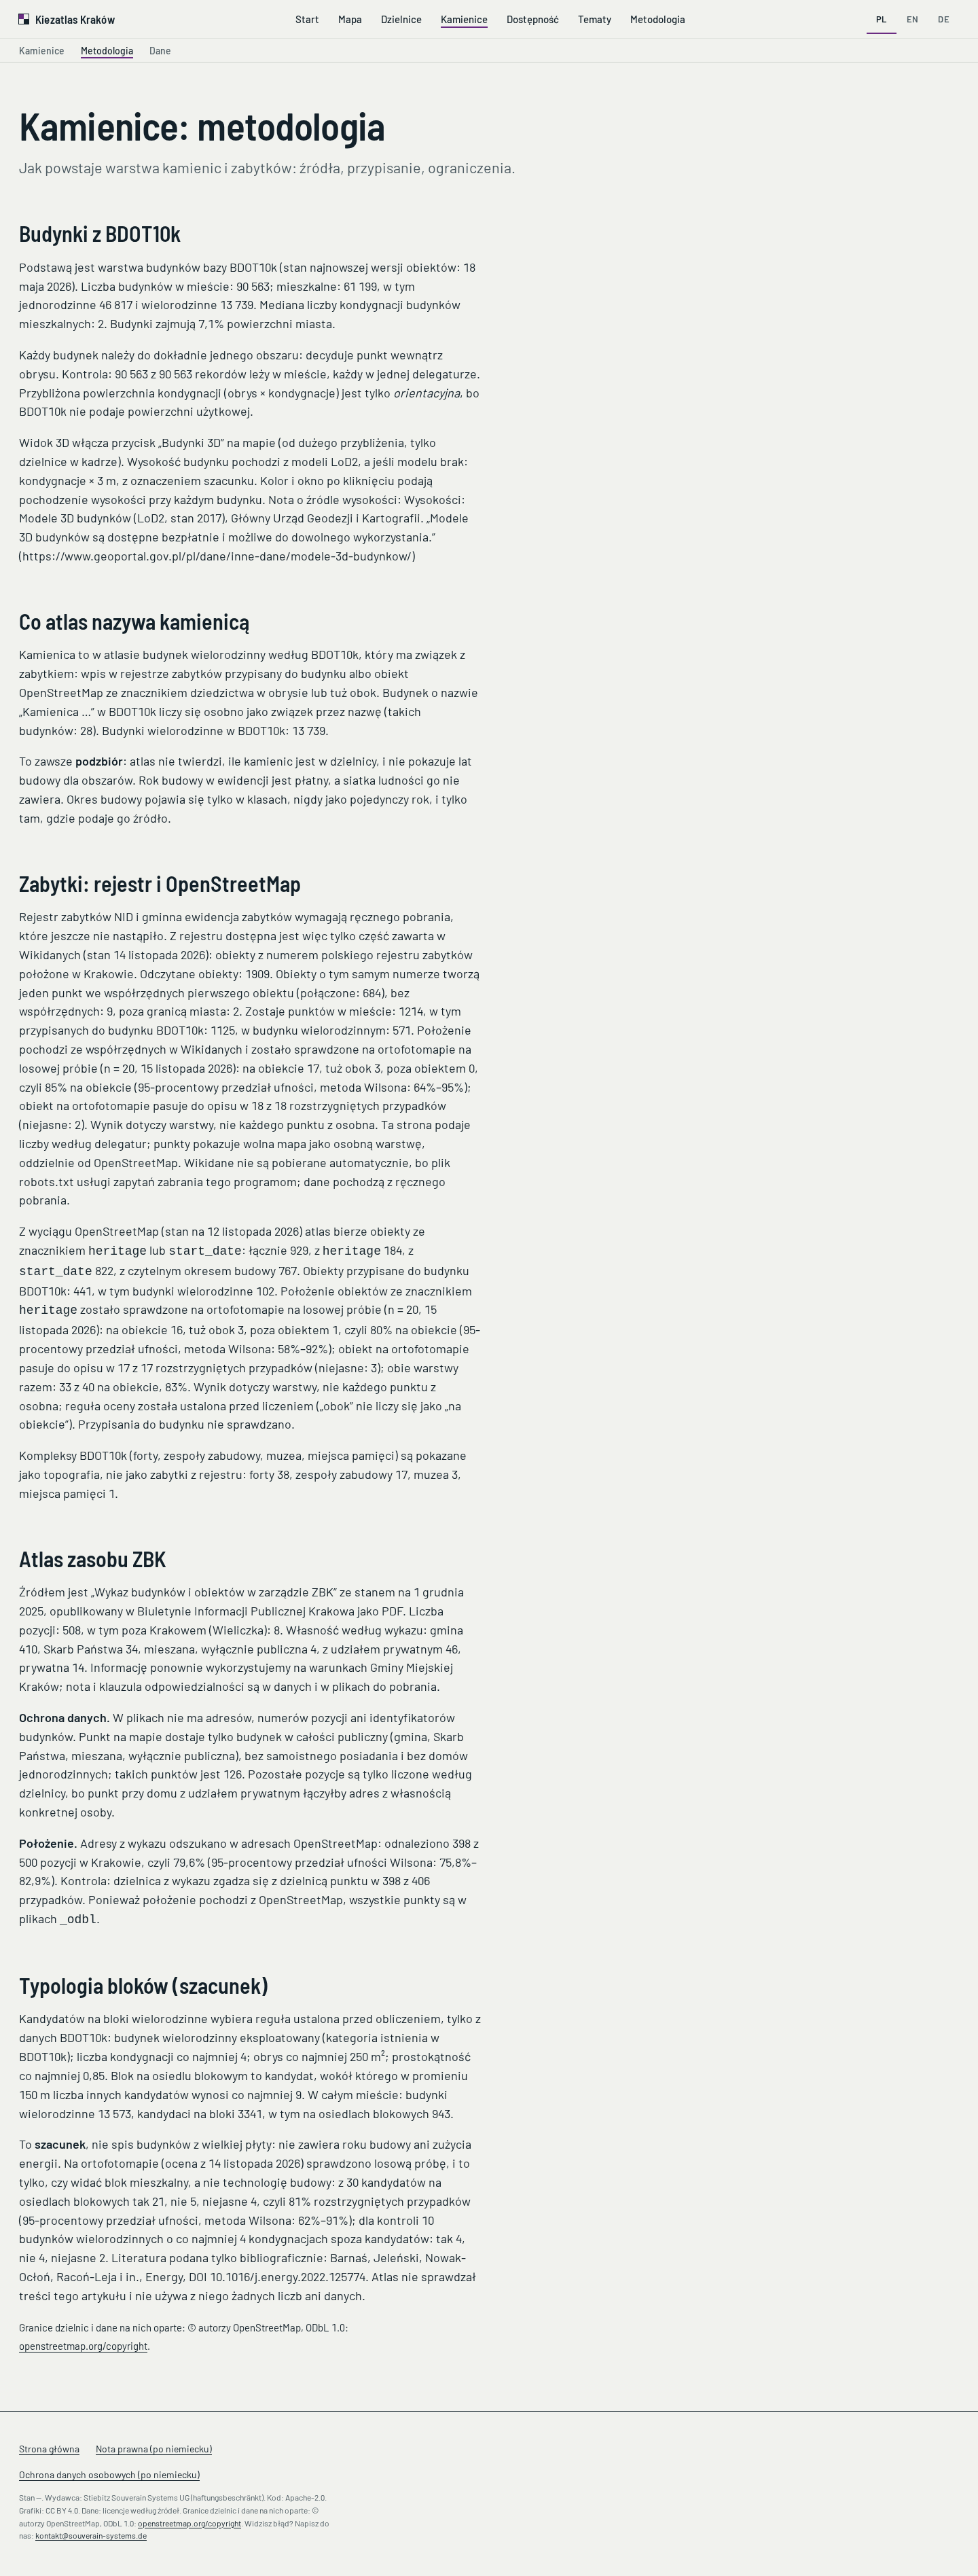 Kiezatlas Kraków
Start Mapa Dzielnice Kamienice Dostępność Tematy Metodologia
PL EN DE
Kamienice Metodologia Dane
Kamienice: metodologia
Jak powstaje warstwa kamienic i zabytków: źródła, przypisanie, ograniczenia.
Budynki z BDOT10k
Podstawą jest warstwa budynków bazy BDOT10k (stan najnowszej wersji obiektów: 18
maja 2026). Liczba budynków w mieście: 90 563; mieszkalne: 61 199, w tym
jednorodzinne 46 817 i wielorodzinne 13 739. Mediana liczby kondygnacji budynków
mieszkalnych: 2. Budynki zajmują 7,1% powierzchni miasta.
Każdy budynek należy do dokładnie jednego obszaru: decyduje punkt wewnątrz
obrysu. Kontrola: 90 563 z 90 563 rekordów leży w mieście, każdy w jednej delegaturze.
Przybliżona powierzchnia kondygnacji (obrys × kondygnacje) jest tylko orientacyjna, bo
BDOT10k nie podaje powierzchni użytkowej.
Widok 3D włącza przycisk „Budynki 3D” na mapie (od dużego przybliżenia, tylko
dzielnice w kadrze). Wysokość budynku pochodzi z modeli LoD2, a jeśli modelu brak:
kondygnacje × 3 m, z oznaczeniem szacunku. Kolor i okno po kliknięciu podają
pochodzenie wysokości przy każdym budynku. Nota o źródle wysokości: Wysokości:
Modele 3D budynków (LoD2, stan 2017), Główny Urząd Geodezji i Kartografii. „Modele
3D budynków są dostępne bezpłatnie i możliwe do dowolnego wykorzystania.”
(https://www.geoportal.gov.pl/pl/dane/inne-dane/modele-3d-budynkow/)
Co atlas nazywa kamienicą
Kamienica to w atlasie budynek wielorodzinny według BDOT10k, który ma związek z
zabytkiem: wpis w rejestrze zabytków przypisany do budynku albo obiekt
OpenStreetMap ze znacznikiem dziedzictwa w obrysie lub tuż obok. Budynek o nazwie
„Kamienica …” w BDOT10k liczy się osobno jako związek przez nazwę (takich
budynków: 28). Budynki wielorodzinne w BDOT10k: 13 739.
To zawsze podzbiór: atlas nie twierdzi, ile kamienic jest w dzielnicy, i nie pokazuje lat
budowy dla obszarów. Rok budowy w ewidencji jest płatny, a siatka ludności go nie
zawiera. Okres budowy pojawia się tylko w klasach, nigdy jako pojedynczy rok, i tylko
tam, gdzie podaje go źródło.
Zabytki: rejestr i OpenStreetMap
Rejestr zabytków NID i gminna ewidencja zabytków wymagają ręcznego pobrania,
które jeszcze nie nastąpiło. Z rejestru dostępna jest więc tylko część zawarta w
Wikidanych (stan 14 listopada 2026): obiekty z numerem polskiego rejestru zabytków
położone w Krakowie. Odczytane obiekty: 1909. Obiekty o tym samym numerze tworzą
jeden punkt we współrzędnych pierwszego obiektu (połączone: 684), bez
współrzędnych: 9, poza granicą miasta: 2. Zostaje punktów w mieście: 1214, w tym
przypisanych do budynku BDOT10k: 1125, w budynku wielorodzinnym: 571. Położenie
pochodzi ze współrzędnych w Wikidanych i zostało sprawdzone na ortofotomapie na
losowej próbie (n = 20, 15 listopada 2026): na obiekcie 17, tuż obok 3, poza obiektem 0,
czyli 85% na obiekcie (95-procentowy przedział ufności, metoda Wilsona: 64%–95%);
obiekt na ortofotomapie pasuje do opisu w 18 z 18 rozstrzygniętych przypadków
(niejasne: 2). Wynik dotyczy warstwy, nie każdego punktu z osobna. Ta strona podaje
liczby według delegatur; punkty pokazuje wolna mapa jako osobną warstwę,
oddzielnie od OpenStreetMap. Wikidane nie są pobierane automatycznie, bo plik
robots.txt usługi zapytań zabrania tego programom; dane pochodzą z ręcznego
pobrania.
Z wyciągu OpenStreetMap (stan na 12 listopada 2026) atlas bierze obiekty ze
znacznikiem heritage lub start_date: łącznie 929, z heritage 184, z
start_date 822, z czytelnym okresem budowy 767. Obiekty przypisane do budynku
BDOT10k: 441, w tym budynki wielorodzinne 102. Położenie obiektów ze znacznikiem
heritage zostało sprawdzone na ortofotomapie na losowej próbie (n = 20, 15
listopada 2026): na obiekcie 16, tuż obok 3, poza obiektem 1, czyli 80% na obiekcie (95-
procentowy przedział ufności, metoda Wilsona: 58%–92%); obiekt na ortofotomapie
pasuje do opisu w 17 z 17 rozstrzygniętych przypadków (niejasne: 3); obie warstwy
razem: 33 z 40 na obiekcie, 83%. Wynik dotyczy warstwy, nie każdego punktu z
osobna; reguła oceny została ustalona przed liczeniem („obok” nie liczy się jako „na
obiekcie”). Przypisania do budynku nie sprawdzano.
Kompleksy BDOT10k (forty, zespoły zabudowy, muzea, miejsca pamięci) są pokazane
jako topografia, nie jako zabytki z rejestru: forty 38, zespoły zabudowy 17, muzea 3,
miejsca pamięci 1.
Atlas zasobu ZBK
Źródłem jest „Wykaz budynków i obiektów w zarządzie ZBK” ze stanem na 1 grudnia
2025, opublikowany w Biuletynie Informacji Publicznej Krakowa jako PDF. Liczba
pozycji: 508, w tym poza Krakowem (Wieliczka): 8. Własność według wykazu: gmina
410, Skarb Państwa 34, mieszana, wyłącznie publiczna 4, z udziałem prywatnym 46,
prywatna 14. Informację ponownie wykorzystujemy na warunkach Gminy Miejskiej
Kraków; nota i klauzula odpowiedzialności są w danych i w plikach do pobrania.
Ochrona danych. W plikach nie ma adresów, numerów pozycji ani identyfikatorów
budynków. Punkt na mapie dostaje tylko budynek w całości publiczny (gmina, Skarb
Państwa, mieszana, wyłącznie publiczna), bez samoistnego posiadania i bez domów
jednorodzinnych; takich punktów jest 126. Pozostałe pozycje są tylko liczone według
dzielnicy, bo punkt przy domu z udziałem prywatnym łączyłby adres z własnością
konkretnej osoby.
Położenie. Adresy z wykazu odszukano w adresach OpenStreetMap: odnaleziono 398 z
500 pozycji w Krakowie, czyli 79,6% (95-procentowy przedział ufności Wilsona: 75,8%–
82,9%). Kontrola: dzielnica z wykazu zgadza się z dzielnicą punktu w 398 z 406
przypadków. Ponieważ położenie pochodzi z OpenStreetMap, wszystkie punkty są w
plikach _odbl.
Typologia bloków (szacunek)
Kandydatów na bloki wielorodzinne wybiera reguła ustalona przed obliczeniem, tylko z
danych BDOT10k: budynek wielorodzinny eksploatowany (kategoria istnienia w
BDOT10k); liczba kondygnacji co najmniej 4; obrys co najmniej 250 m²; prostokątność
co najmniej 0,85. Blok na osiedlu blokowym to kandydat, wokół którego w promieniu
150 m liczba innych kandydatów wynosi co najmniej 9. W całym mieście: budynki
wielorodzinne 13 573, kandydaci na bloki 3341, w tym na osiedlach blokowych 943.
To szacunek, nie spis budynków z wielkiej płyty: nie zawiera roku budowy ani zużycia
energii. Na ortofotomapie (ocena z 14 listopada 2026) sprawdzono losową próbę, i to
tylko, czy widać blok mieszkalny, a nie technologię budowy: z 30 kandydatów na
osiedlach blokowych tak 21, nie 5, niejasne 4, czyli 81% rozstrzygniętych przypadków
(95-procentowy przedział ufności, metoda Wilsona: 62%–91%); dla kontroli 10
budynków wielorodzinnych o co najmniej 4 kondygnacjach spoza kandydatów: tak 4,
nie 4, niejasne 2. Literatura podana tylko bibliograficznie: Barnaś, Jeleński, Nowak-
Ocłoń, Racoń-Leja i in., Energy, DOI 10.1016/j.energy.2022.125774. Atlas nie sprawdzał
treści tego artykułu i nie używa z niego żadnych liczb ani danych.
Granice dzielnic i dane na nich oparte: © autorzy OpenStreetMap, ODbL 1.0:
openstreetmap.org/copyright.
Strona główna Nota prawna (po niemiecku)
Ochrona danych osobowych (po niemiecku)
Stan —. Wydawca: Stiebitz Souverain Systems UG (haftungsbeschränkt). Kod: Apache-2.0.
Grafiki: CC BY 4.0. Dane: licencje według źródeł. Granice dzielnic i dane na nich oparte: ©
autorzy OpenStreetMap, ODbL 1.0: openstreetmap.org/copyright. Widzisz błąd? Napisz do
nas: kontakt@souverain-systems.de